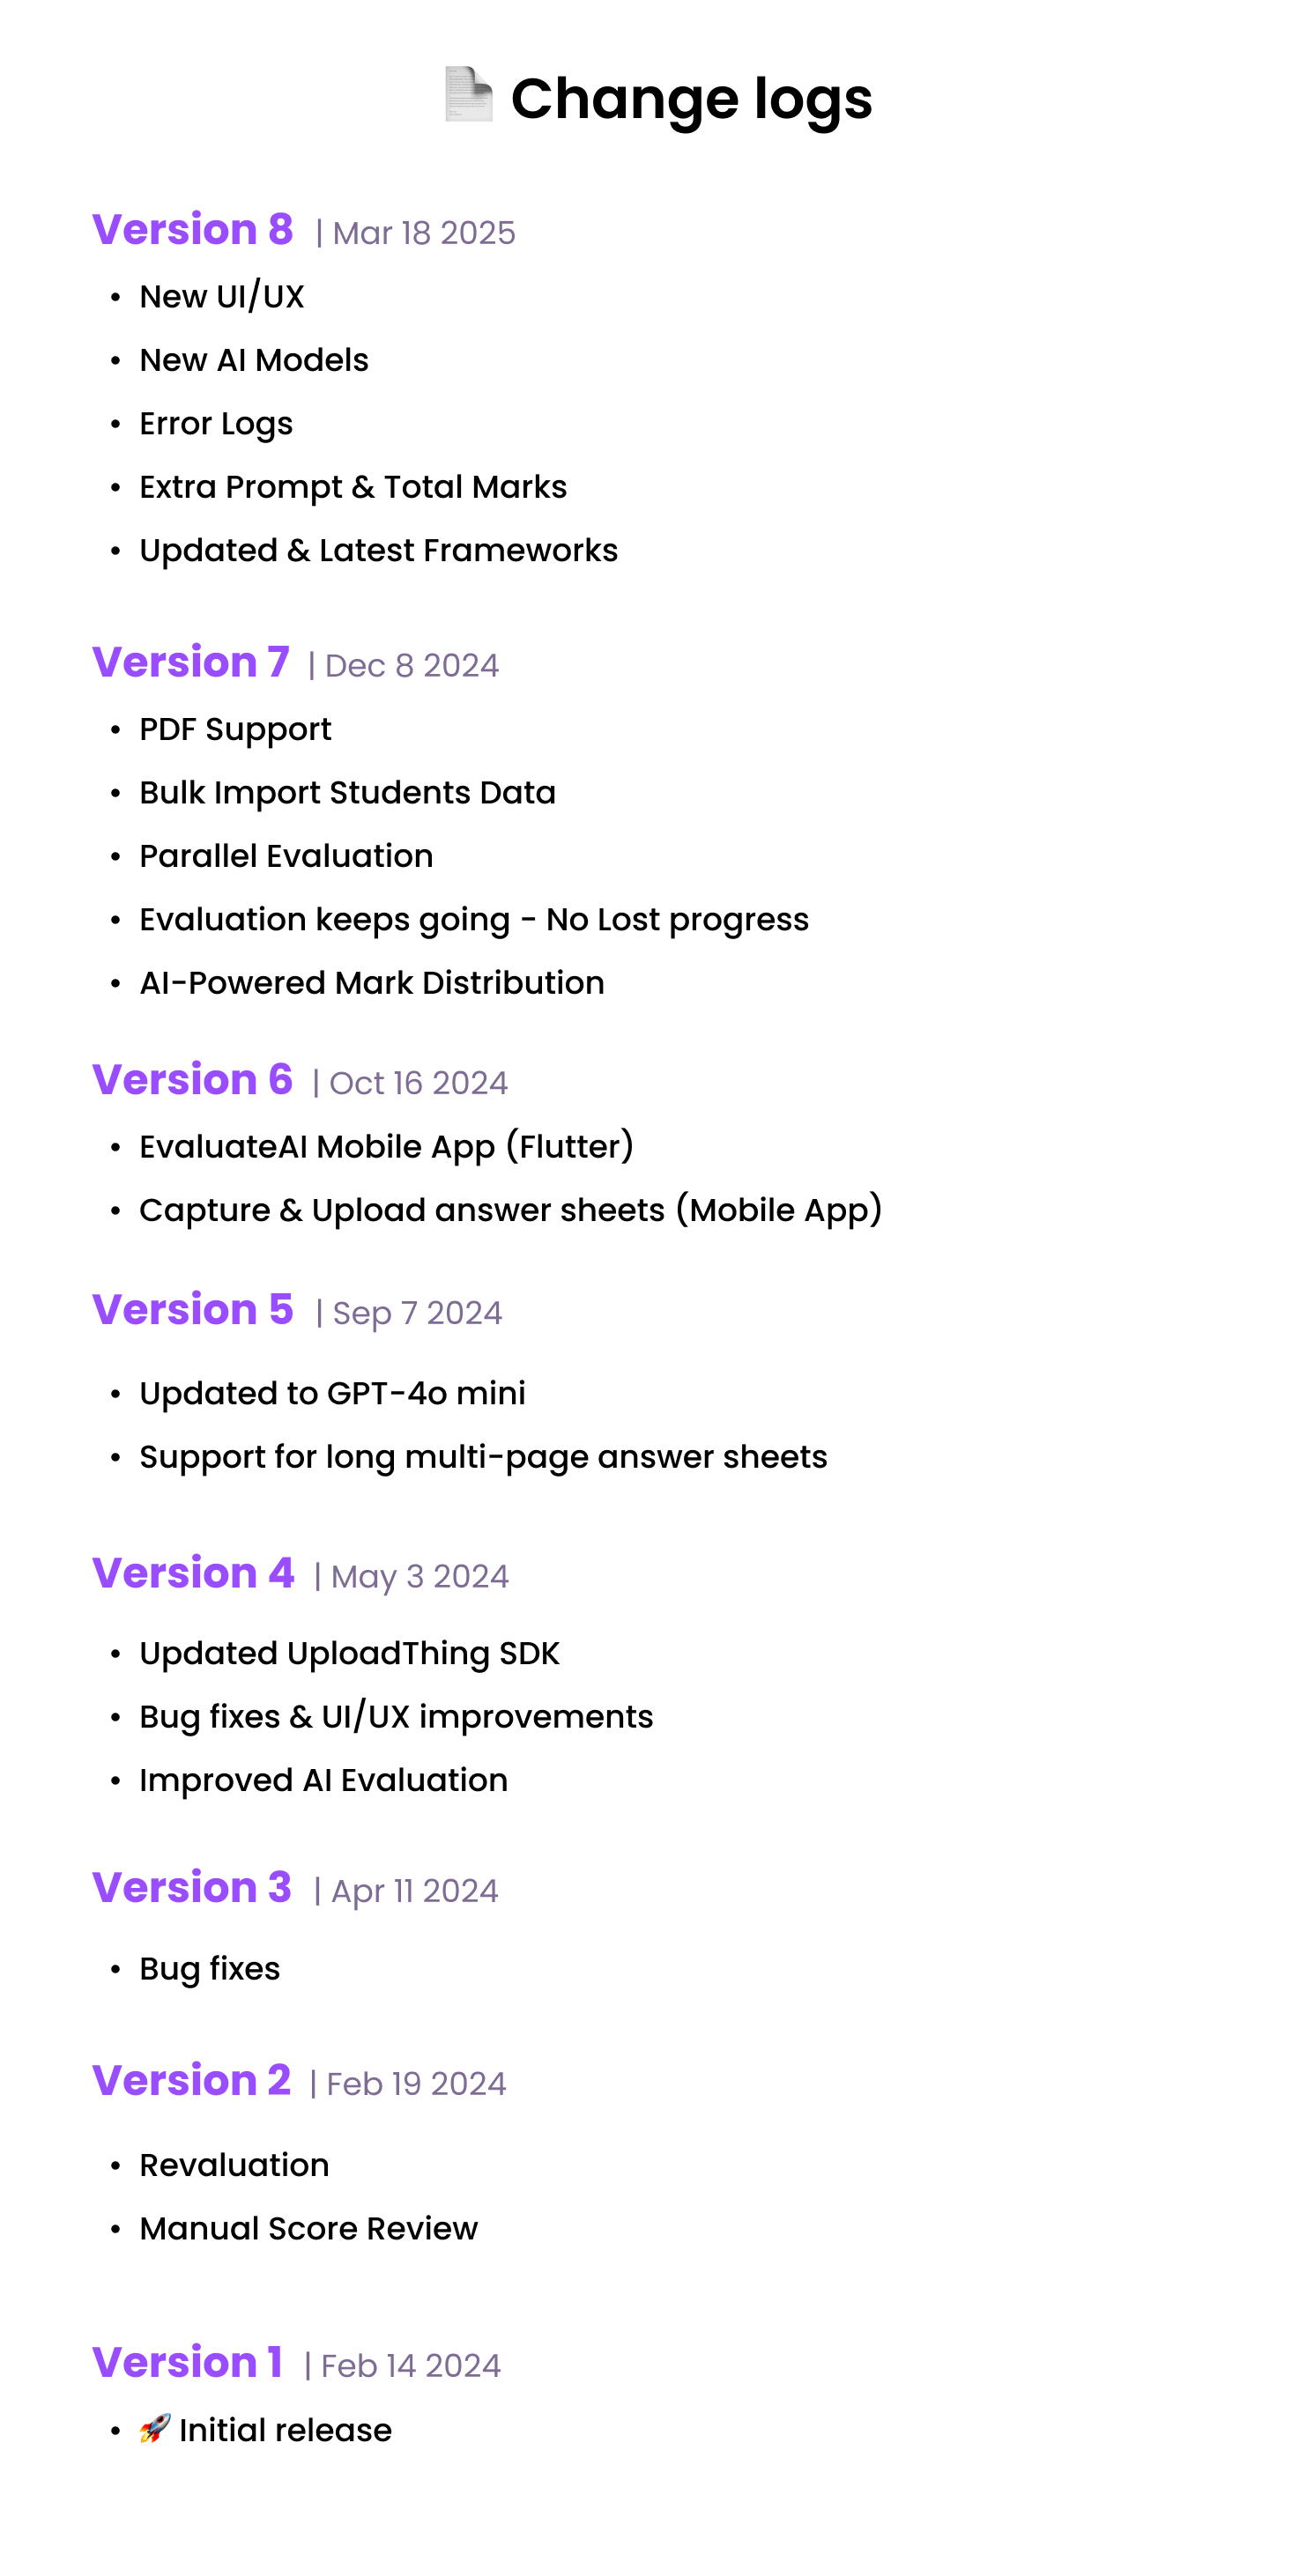 Change logs
Version 8 | Mar 18 2025
• New UI/UX
• New AI Models
• Error Logs
• Extra Prompt & Total Marks
• Updated & Latest Frameworks
Version 7 | Dec 8 2024
• PDF Support
• Bulk Import Students Data
• Parallel Evaluation
• Evaluation keeps going - No Lost progress
• AI-Powered Mark Distribution
Version 6 | Oct 16 2024
• EvaluateAI Mobile App (Flutter)
• Capture & Upload answer sheets (Mobile App)
Version 5 | Sep 7 2024
• Updated to GPT-4o mini
• Support for long multi-page answer sheets
Version 4 | May 3 2024
• Updated UploadThing SDK
• Bug fixes & UI/UX improvements
• Improved AI Evaluation
Version 3 | Apr 11 2024
• Bug fixes
Version 2 | Feb 19 2024
• Revaluation
• Manual Score Review
Version 1 | Feb 14 2024
• 🚀 Initial release